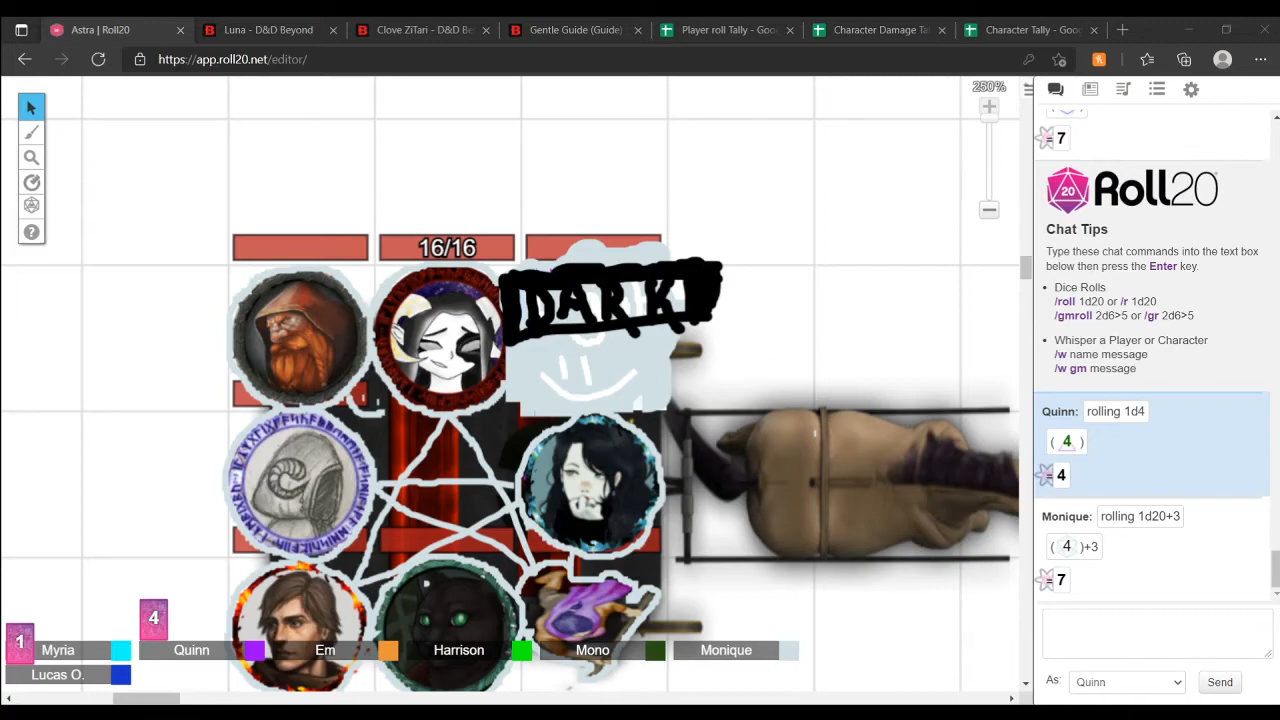 Astra | Roll20
Luna - D&D Beyond
Clove ZiTari - D&D Be
Gentle Guide (Guide)
Player roll Tally - Goo
Character Damage Ta
Character Tally - Goo
https://app.roll20.net/editor/
250%
16/16
DARK
7
20
Roll20
Chat Tips
Type these chat commands into the text box
below then press the Enter key.
Dice Rolls
/roll 1d20 or /r 1d20
/gmroll 2d6>5 or /gr 2d6>5
Whisper a Player or Character
/w name message
/w gm message
Quinn: rolling 1d4
( 4 )
= 4
Monique: rolling 1d20+3
( 4 )+3
= 7
1
Myria
4
Quinn
Em
Harrison
Mono
Monique
Lucas O.
As:
Quinn
Send